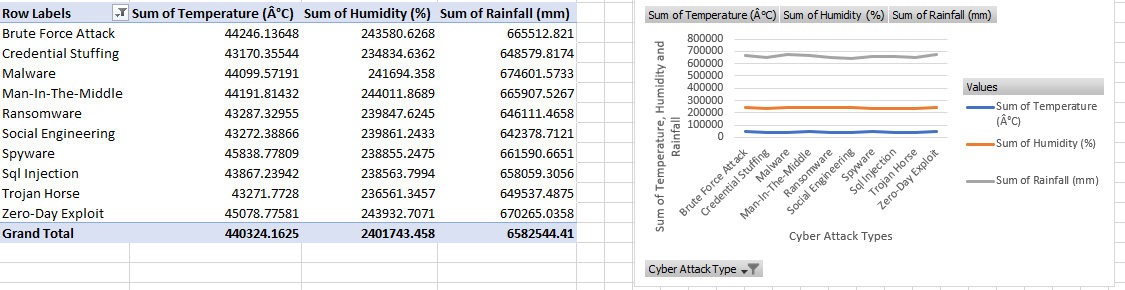 Row Labels Sum of Temperature (Â°C) Sum of Humidity (%) Sum of Rainfall (mm)
Brute Force Attack 44246.13648 243580.6268 665512.821
Credential Stuffing 43170.35544 234834.6362 648579.8174
Malware 44099.57191 241694.358 674601.5733
Man-In-The-Middle 44191.81432 244011.8689 665907.5267
Ransomware 43287.32955 239847.6245 646111.4658
Social Engineering 43272.38866 239861.2433 642378.7121
Spyware 45838.77809 238855.2475 661590.6651
Sql Injection 43867.23942 238563.7994 658059.3056
Trojan Horse 43271.7728 236561.3457 649537.4875
Zero-Day Exploit 45078.77581 243932.7071 670265.0358
Grand Total 440324.1625 2401743.458 6582544.41
Sum of Temperature (Â°C) Sum of Humidity (%) Sum of Rainfall (mm)
Sum of Temperature, Humidity and
Rainfall
800000
700000
600000
500000
400000
300000
200000
100000
0
Brute Force Attack
Credential Stuffing
Malware
Man-In-The-Middle
Ransomware
Social Engineering
Spyware
Sql Injection
Trojan Horse
Zero-Day Exploit
Cyber Attack Types
Values
Sum of Temperature
(Â°C)
Sum of Humidity (%)
Sum of Rainfall (mm)
Cyber Attack Type